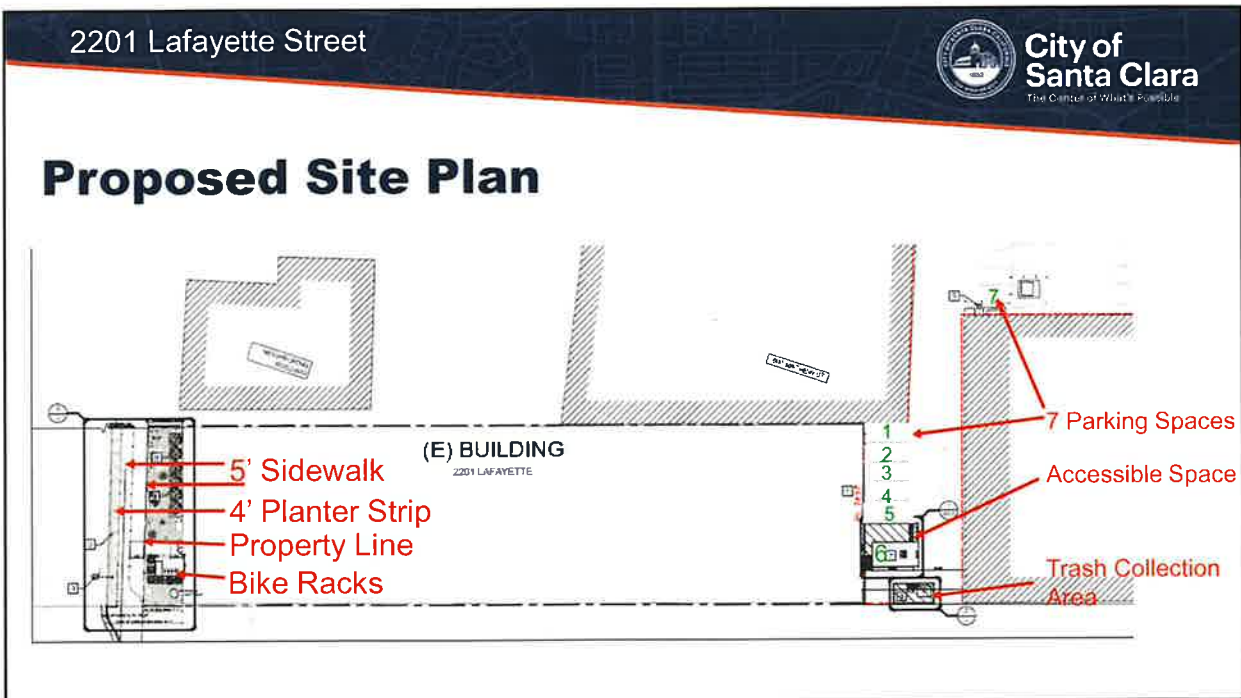 2201 Lafayette Street
City of
Santa Clara
The Center of What's Possible
Proposed Site Plan
7
1
7 Parking Spaces
(E) BUILDING
2
2201 LAFAYETTE
5' Sidewalk
3
Accessible Space
4
4' Planter Strip
5
Property Line
6
Bike Racks
Trash Collection
Area